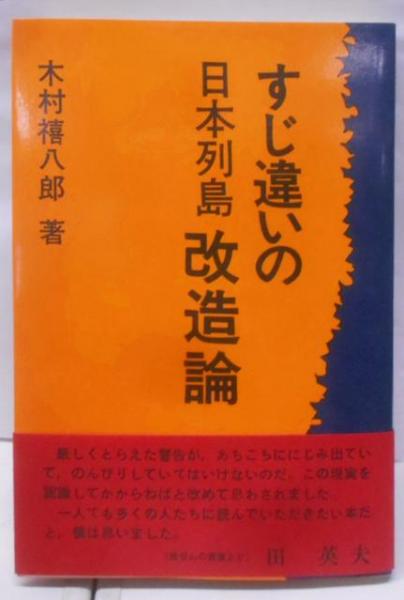 すじ違いの
日本列島
改造論
木村禧八郎 著
厳しくとらえた警告が、あちこちににじみ出てい
て、のんびりしていてはいけないのだ、この現実を
認識してかからねばと改めて思わされました。
一人でも多くの人たちに読んでいただきたい本だ
と、僕は思いました。
田 英夫